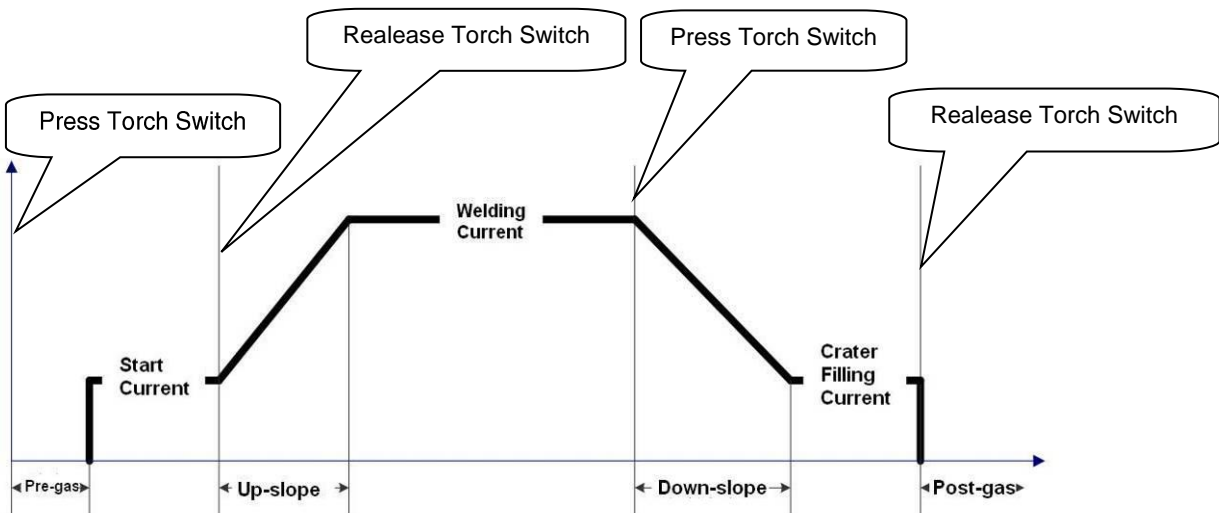 Realease Torch Switch
Press Torch Switch
Press Torch Switch
Realease Torch Switch
Welding
Current
Start
Current
Crater
Filling
Current
Pre-gas
Up-slope
Down-slope
Post-gas